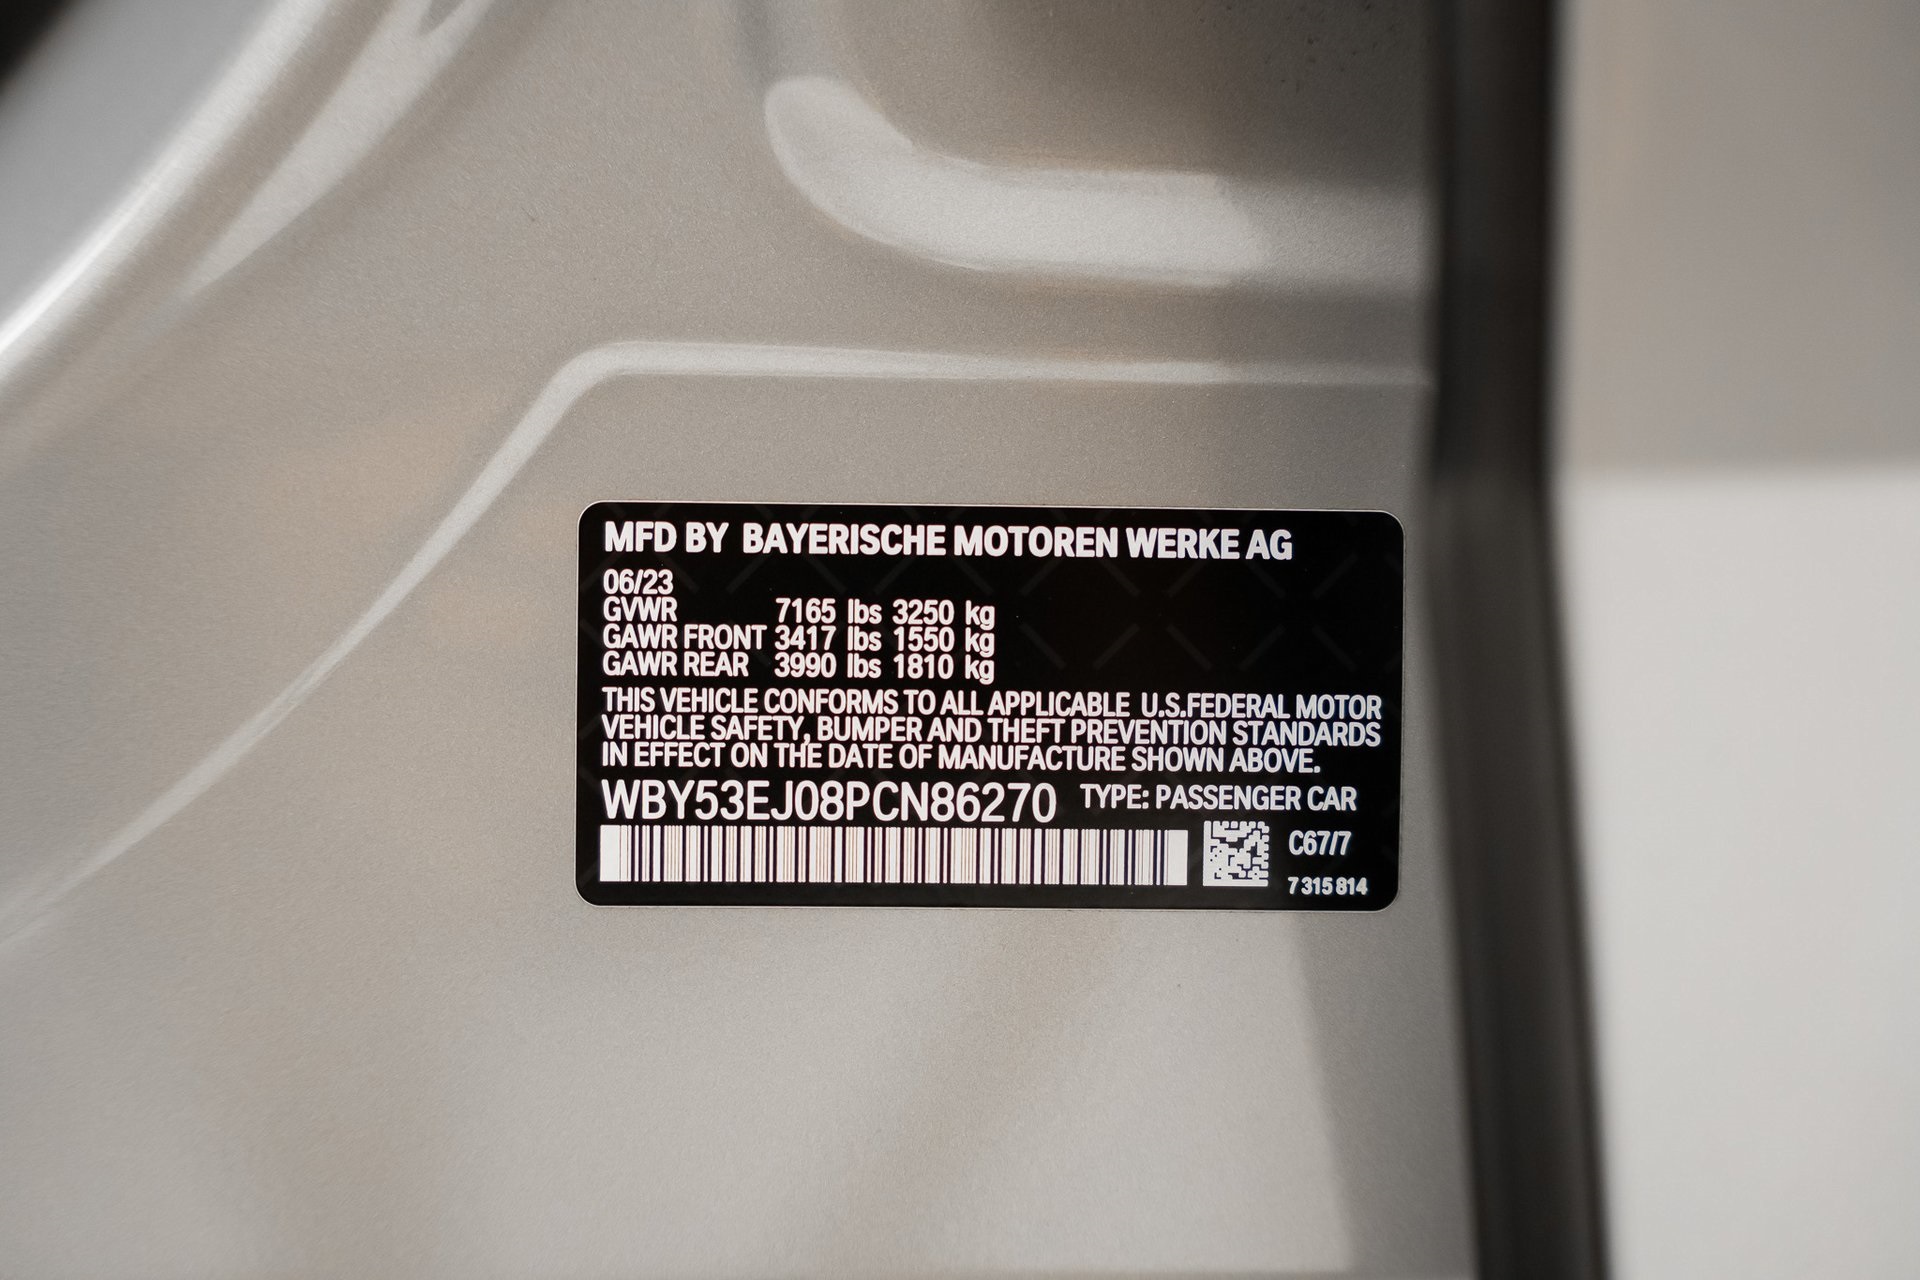 MFD BY BAYERISCHE MOTOREN WERKE AG
06/23
GVWR 7165 lbs 3250 kg
GAWR FRONT 3417 lbs 1550 kg
GAWR REAR 3990 lbs 1810 kg
THIS VEHICLE CONFORMS TO ALL APPLICABLE U.S.FEDERAL MOTOR
VEHICLE SAFETY, BUMPER AND THEFT PREVENTION STANDARDS
IN EFFECT ON THE DATE OF MANUFACTURE SHOWN ABOVE.
WBY53EJ08PCN86270 TYPE: PASSENGER CAR
C67/7
7 315 814